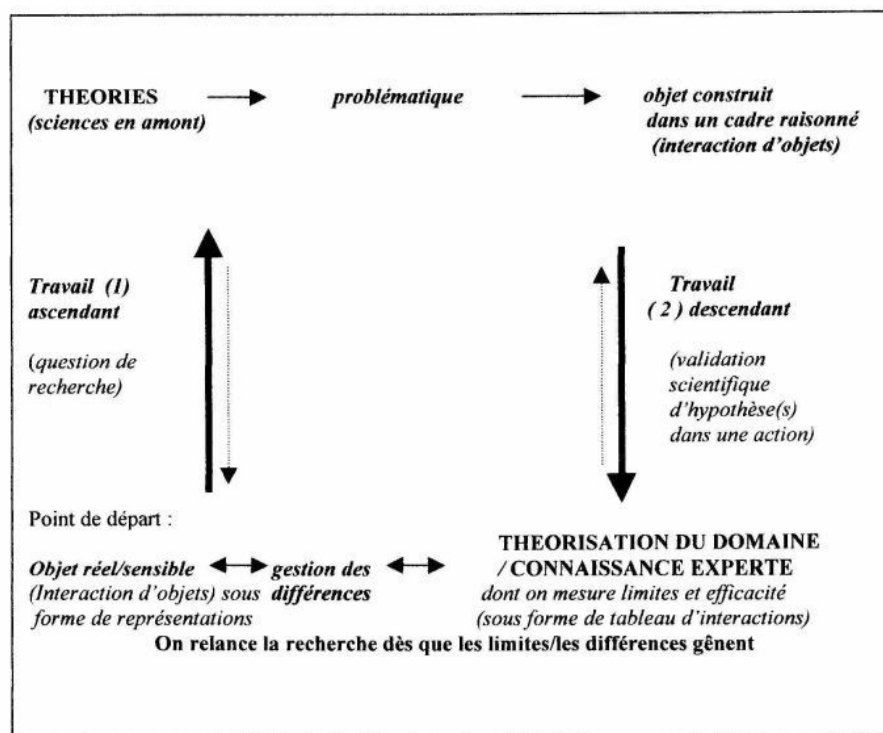 THEORIES
(sciences en amont)
problématique
objet construit
dans un cadre raisonné
(interaction d'objets)
Travail (1)
ascendant
(question de
recherche)
Travail
( 2 ) descendant
(validation
scientifique
d'hypothèse(s)
dans une action)
Point de départ :
Objet réel/sensible
(Interaction d'objets) sous
forme de représentations
gestion des
différences
THEORISATION DU DOMAINE
/ CONNAISSANCE EXPERTE
dont on mesure limites et efficacité
(sous forme de tableau d'interactions)
On relance la recherche dès que les limites/les différences gênent